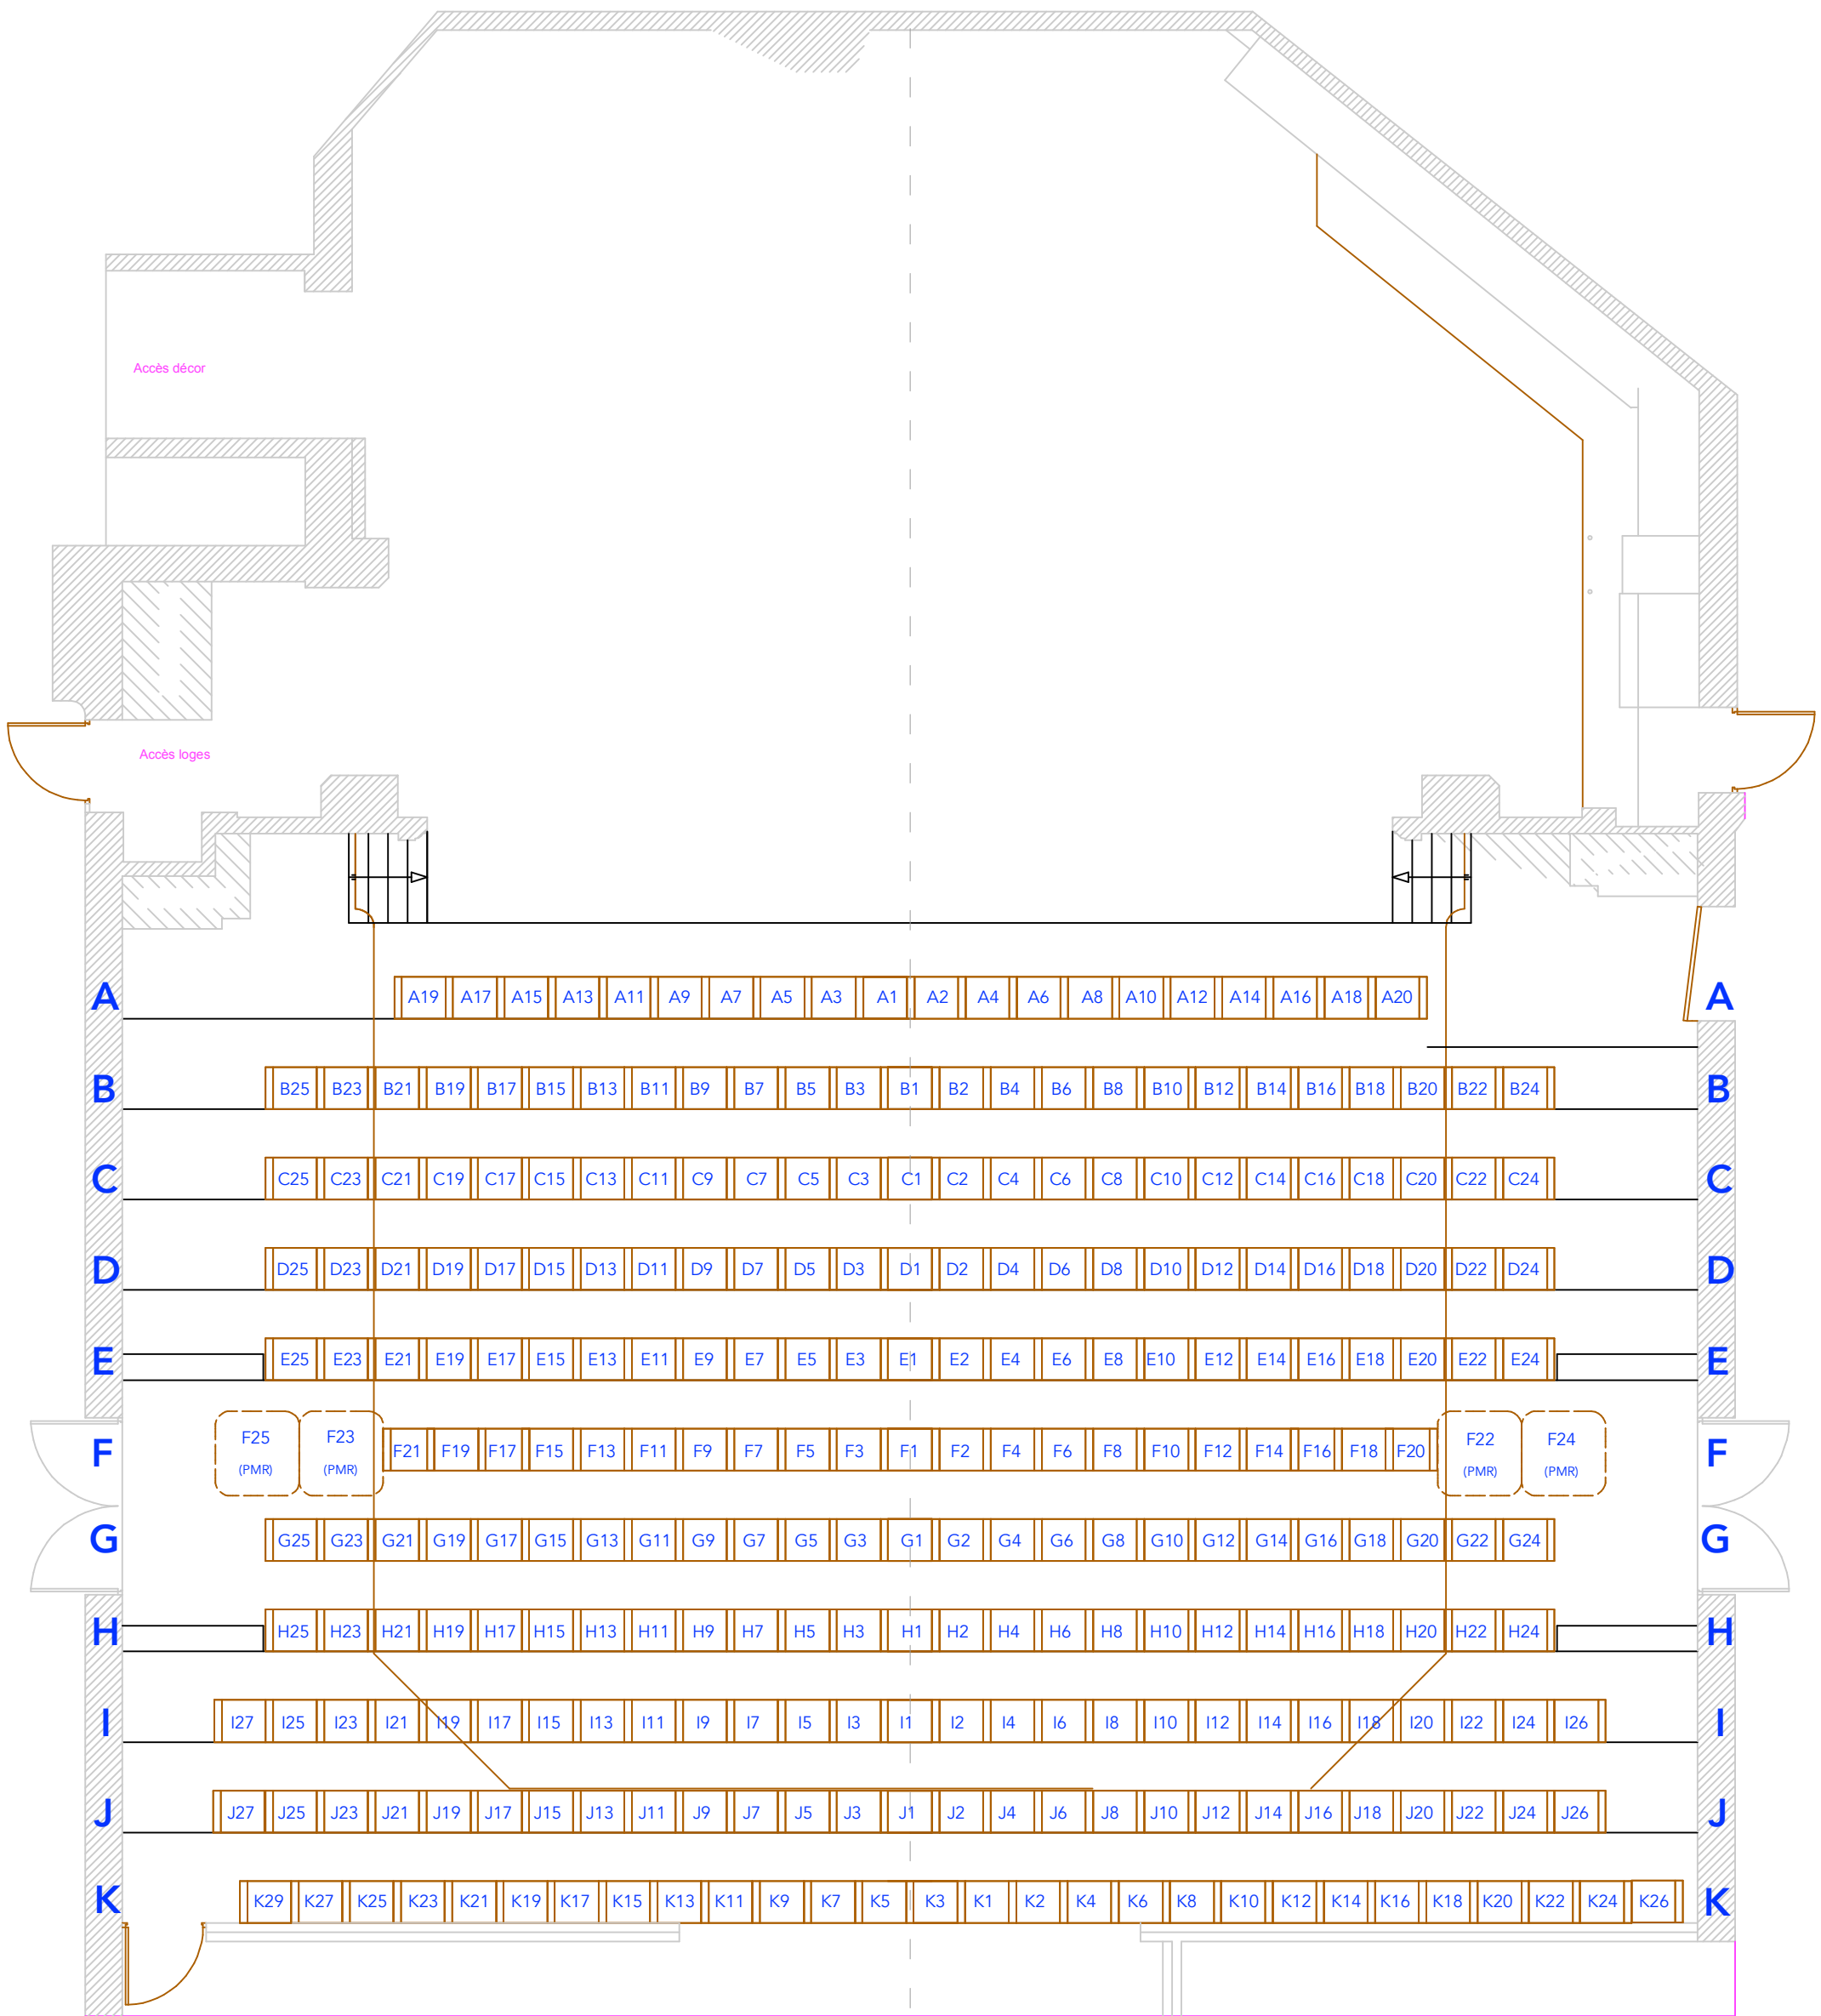 Accès décor
Accès loges
A A19 A17 A15 A13 A11 A9 A7 A5 A3 A1 A2 A4 A6 A8 A10 A12 A14 A16 A18 A20 A
B B25 B23 B21 B19 B17 B15 B13 B11 B9 B7 B5 B3 B1 B2 B4 B6 B8 B10 B12 B14 B16 B18 B20 B22 B24 B
C C25 C23 C21 C19 C17 C15 C13 C11 C9 C7 C5 C3 C1 C2 C4 C6 C8 C10 C12 C14 C16 C18 C20 C22 C24 C
D D25 D23 D21 D19 D17 D15 D13 D11 D9 D7 D5 D3 D1 D2 D4 D6 D8 D10 D12 D14 D16 D18 D20 D22 D24 D
E E25 E23 E21 E19 E17 E15 E13 E11 E9 E7 E5 E3 E1 E2 E4 E6 E8 E10 E12 E14 E16 E18 E20 E22 E24 E
F F25 F23 F21 F19 F17 F15 F13 F11 F9 F7 F5 F3 F1 F2 F4 F6 F8 F10 F12 F14 F16 F18 F20 F22 F24 F
(PMR) (PMR) (PMR) (PMR)
G G25 G23 G21 G19 G17 G15 G13 G11 G9 G7 G5 G3 G1 G2 G4 G6 G8 G10 G12 G14 G16 G18 G20 G22 G24 G
H H25 H23 H21 H19 H17 H15 H13 H11 H9 H7 H5 H3 H1 H2 H4 H6 H8 H10 H12 H14 H16 H18 H20 H22 H24 H
I I27 I25 I23 I21 I19 I17 I15 I13 I11 I9 I7 I5 I3 I1 I2 I4 I6 I8 I10 I12 I14 I16 I18 I20 I22 I24 I26 I
J J27 J25 J23 J21 J19 J17 J15 J13 J11 J9 J7 J5 J3 J1 J2 J4 J6 J8 J10 J12 J14 J16 J18 J20 J22 J24 J26 J
K K29 K27 K25 K23 K21 K19 K17 K15 K13 K11 K9 K7 K5 K3 K1 K2 K4 K6 K8 K10 K12 K14 K16 K18 K20 K22 K24 K26 K